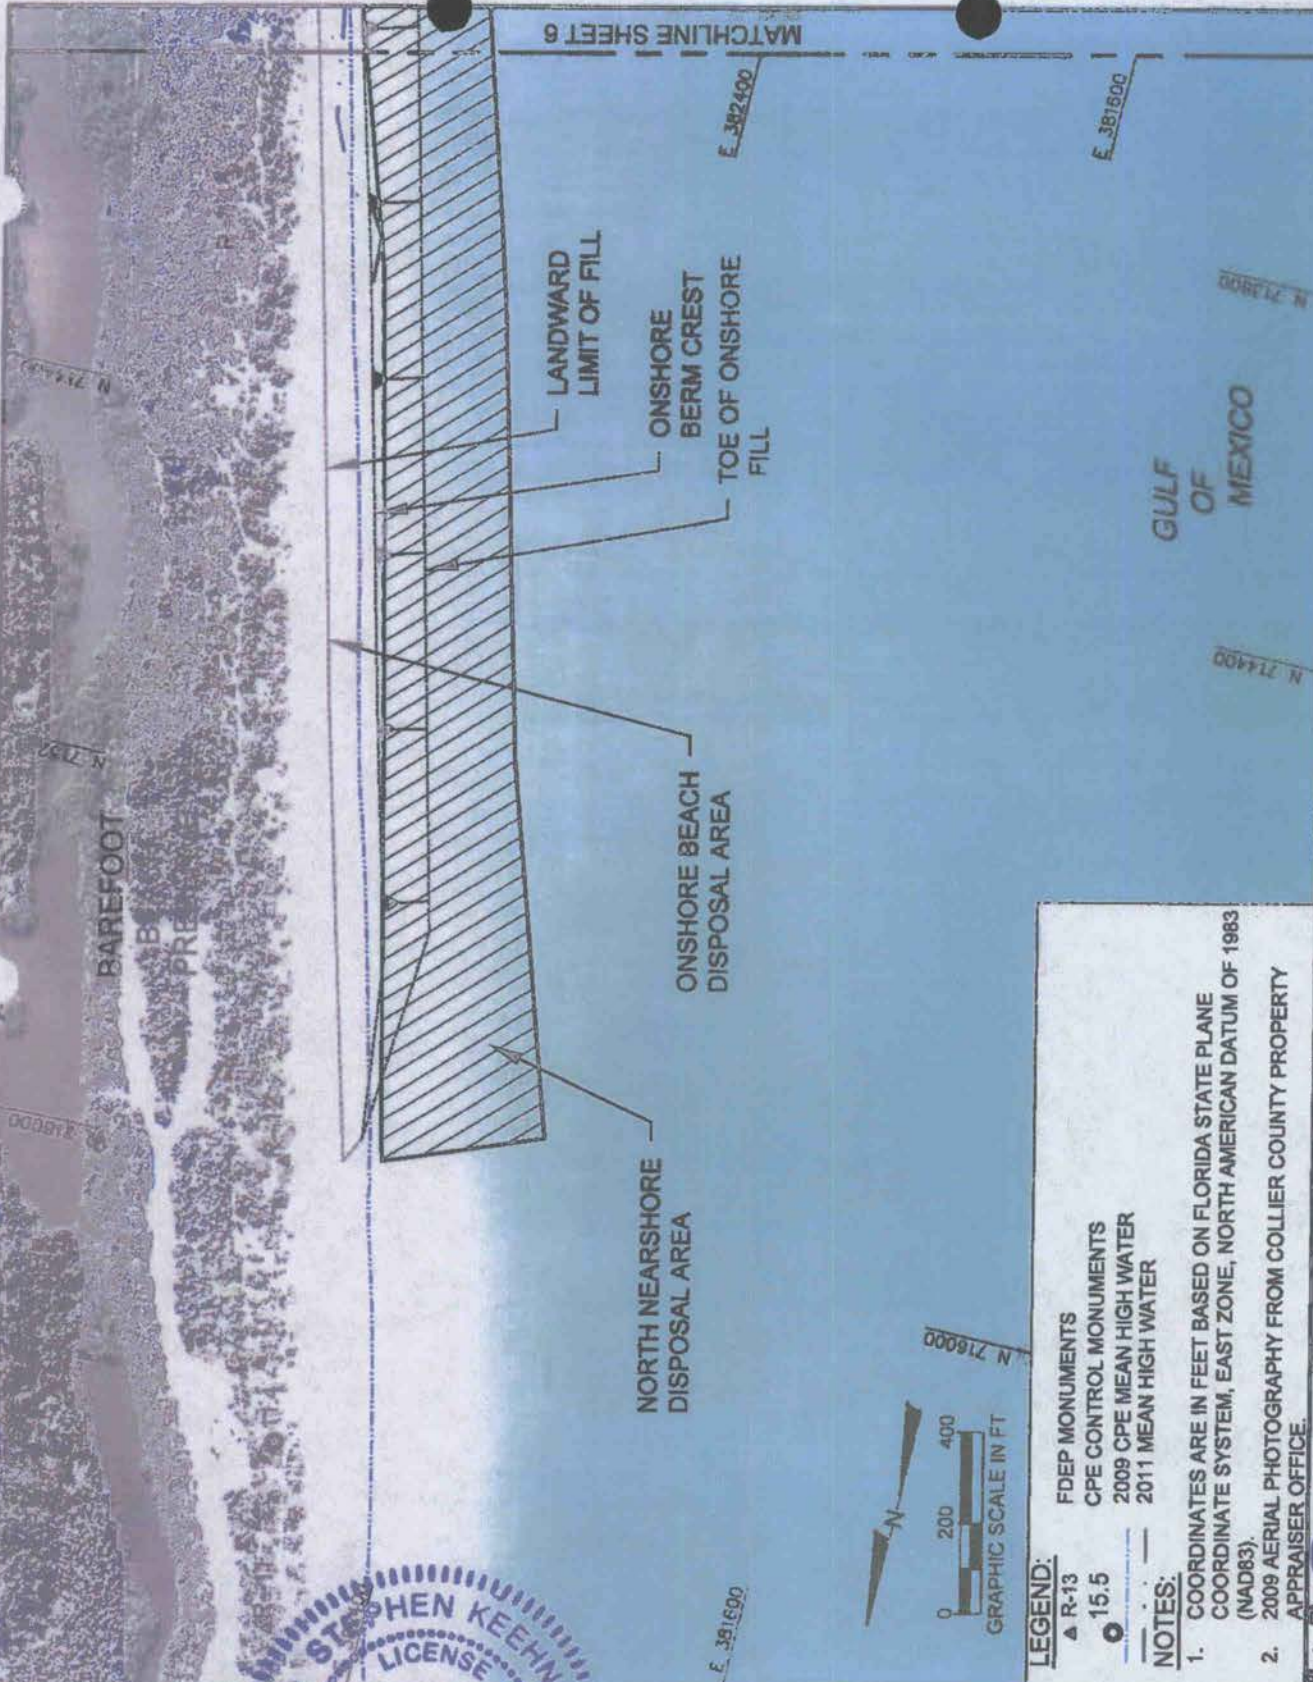 MATCHLINE SHEET 6
E 382400
E 381600
LANDWARD
LIMIT OF FILL
ONSHORE
BERM CREST
TOE OF ONSHORE
FILL
BAREFOOT
ONSHORE BEACH
DISPOSAL AREA
NORTH NEARSHORE
DISPOSAL AREA
GULF
OF
MEXICO
N 713600
N 714400
N 716000
E 381600
STEPHEN KEEHN
LICENSE
N
0 200 400
GRAPHIC SCALE IN FT
LEGEND:
R-13 FDEP MONUMENTS
15.5 CPE CONTROL MONUMENTS
2009 CPE MEAN HIGH WATER
2011 MEAN HIGH WATER
NOTES:
1. COORDINATES ARE IN FEET BASED ON FLORIDA STATE PLANE
COORDINATE SYSTEM, EAST ZONE, NORTH AMERICAN DATUM OF 1983
(NAD83).
2. 2009 AERIAL PHOTOGRAPHY FROM COLLIER COUNTY PROPERTY
APPRAISER OFFICE.